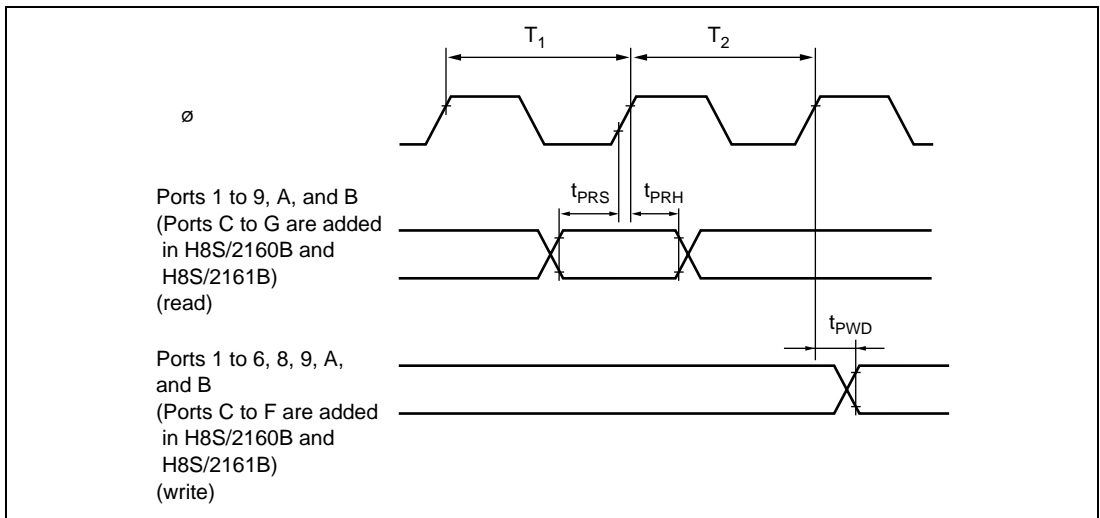 T1 T2
ø
Ports 1 to 9, A, and B
(Ports C to G are added
in H8S/2160B and
H8S/2161B)
(read)
tPRS tPRH
Ports 1 to 6, 8, 9, A,
and B
(Ports C to F are added
in H8S/2160B and
H8S/2161B)
(write)
tPWD